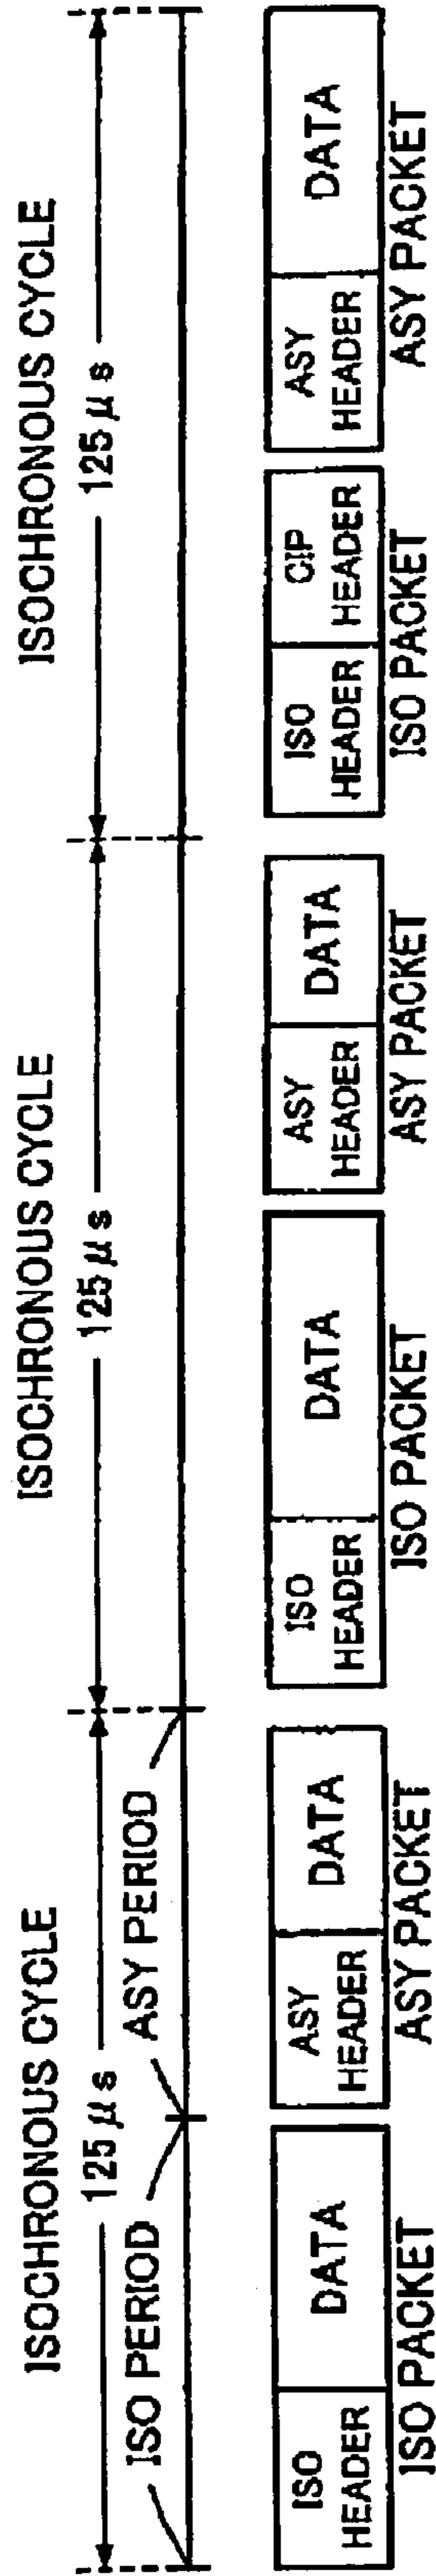 ISOCHRONOUS CYCLE ISOCHRONOUS CYCLE ISOCHRONOUS CYCLE
125 μs 125 μs 125 μs
ISO PERIOD ASY PERIOD
ISO HEADER DATA ASY HEADER DATA ISO HEADER DATA ASY HEADER DATA ISO HEADER CIP HEADER ASY HEADER DATA
ISO PACKET ASY PACKET ISO PACKET ASY PACKET ISO PACKET ASY PACKET